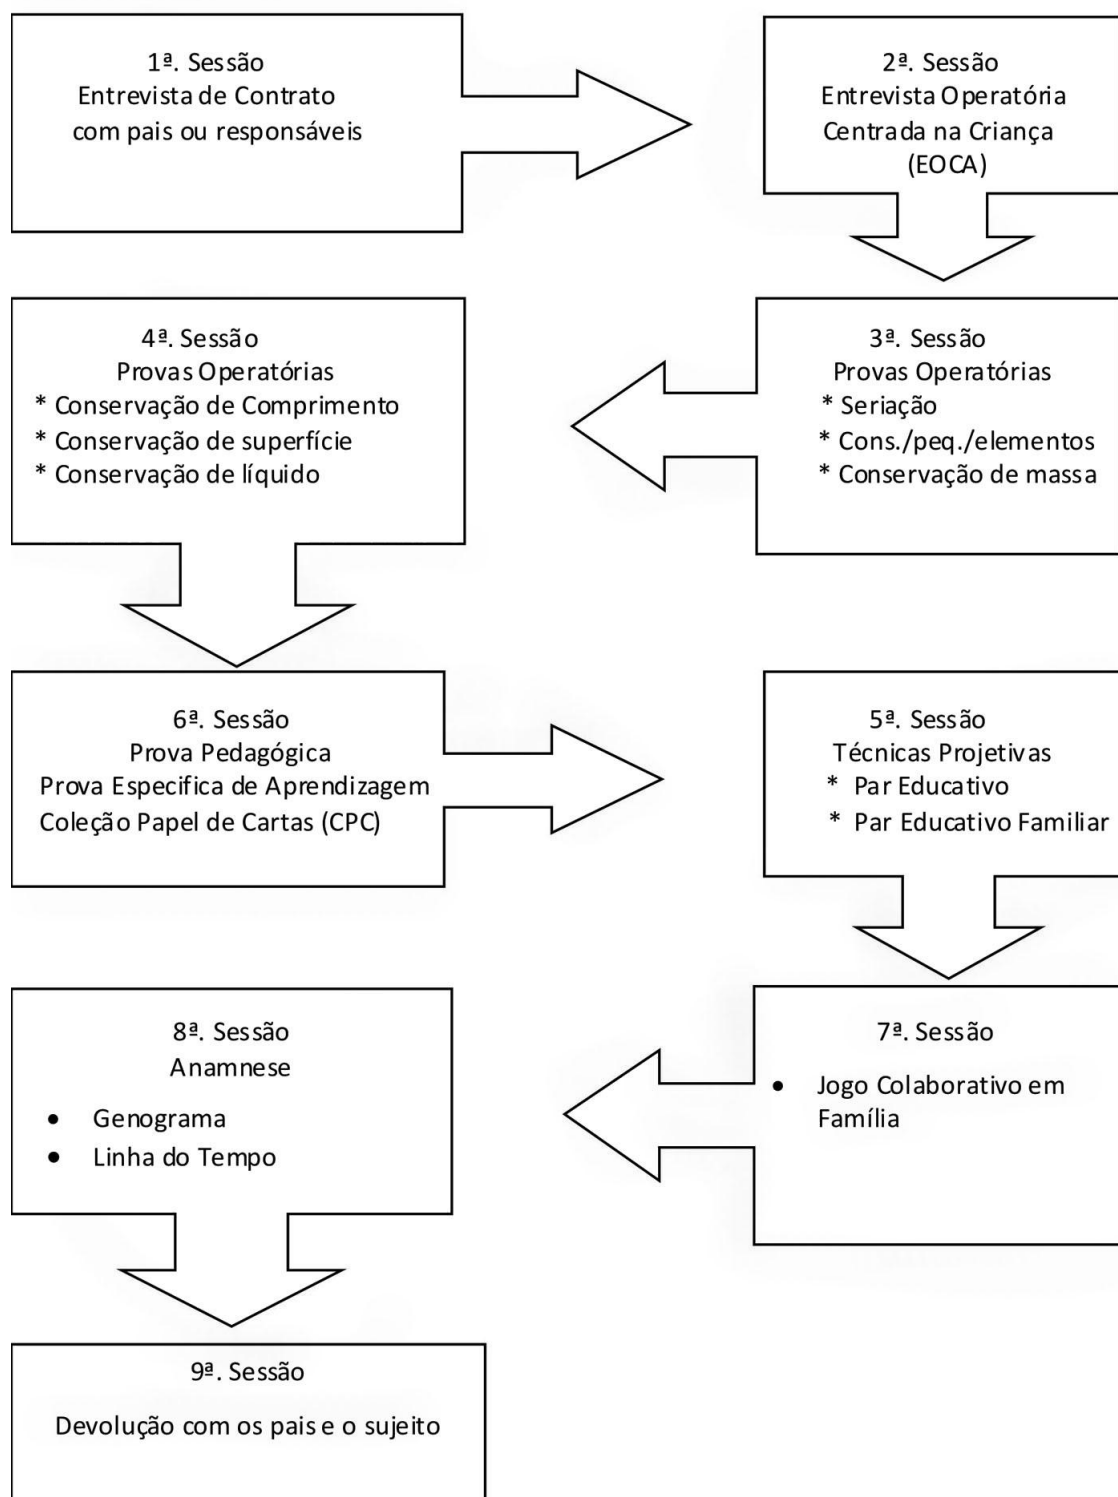 1ª. Sessão
Entrevista de Contrato
com pais ou responsáveis
2ª. Sessão
Entrevista Operatória
Centrada na Criança
(EOCA)
3ª. Sessão
Provas Operatórias
* Seriação
* Cons./peq./elementos
* Conservação de massa
4ª. Sessão
Provas Operatórias
* Conservação de Comprimento
* Conservação de superfície
* Conservação de líquido
6ª. Sessão
Prova Pedagógica
Prova Especifica de Aprendizagem
Coleção Papel de Cartas (CPC)
5ª. Sessão
Técnicas Projetivas
* Par Educativo
* Par Educativo Familiar
7ª. Sessão
• Jogo Colaborativo em
Família
8ª. Sessão
Anamnese
• Genograma
• Linha do Tempo
9ª. Sessão
Devolução com os pais e o sujeito